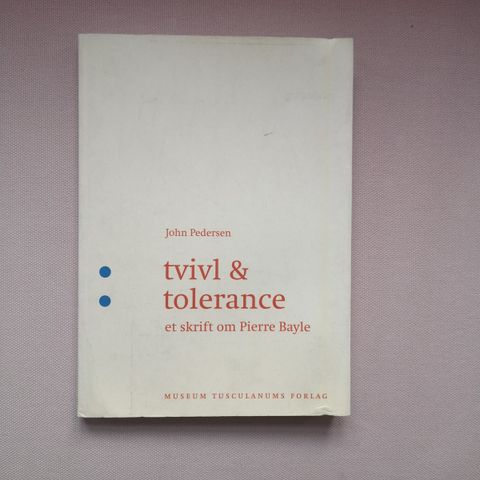 John Pedersen
tvivl &
tolerance
et skrift om Pierre Bayle
MUSEUM TUSCULANUMS FORLAG